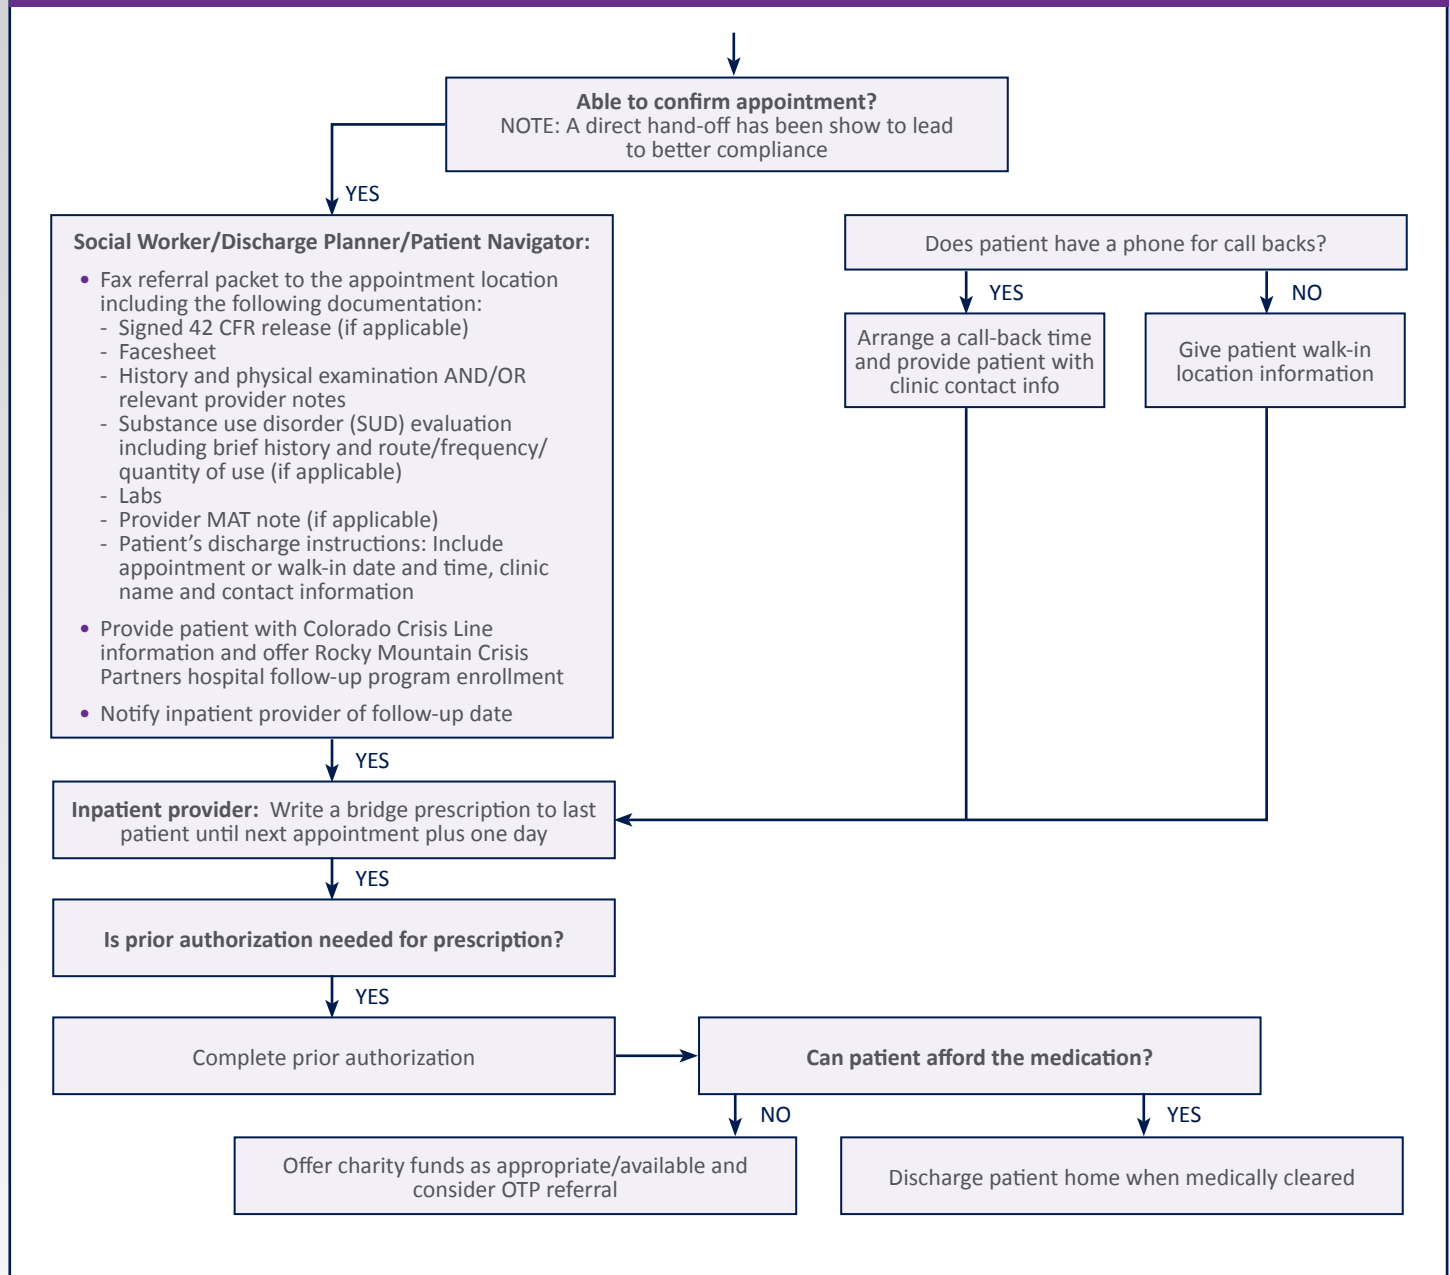 Able to confirm appointment?
NOTE: A direct hand-off has been show to lead
to better compliance
YES
Social Worker/Discharge Planner/Patient Navigator:
• Fax referral packet to the appointment location
including the following documentation:
- Signed 42 CFR release (if applicable)
- Facesheet
- History and physical examination AND/OR
relevant provider notes
- Substance use disorder (SUD) evaluation
including brief history and route/frequency/
quantity of use (if applicable)
- Labs
- Provider MAT note (if applicable)
- Patient's discharge instructions: Include
appointment or walk-in date and time, clinic
name and contact information
• Provide patient with Colorado Crisis Line
information and offer Rocky Mountain Crisis
Partners hospital follow-up program enrollment
• Notify inpatient provider of follow-up date
Does patient have a phone for call backs?
YES
NO
Arrange a call-back time
and provide patient with
clinic contact info
Give patient walk-in
location information
YES
Inpatient provider: Write a bridge prescription to last
patient until next appointment plus one day
YES
Is prior authorization needed for prescription?
YES
Complete prior authorization
Can patient afford the medication?
NO
YES
Offer charity funds as appropriate/available and
consider OTP referral
Discharge patient home when medically cleared